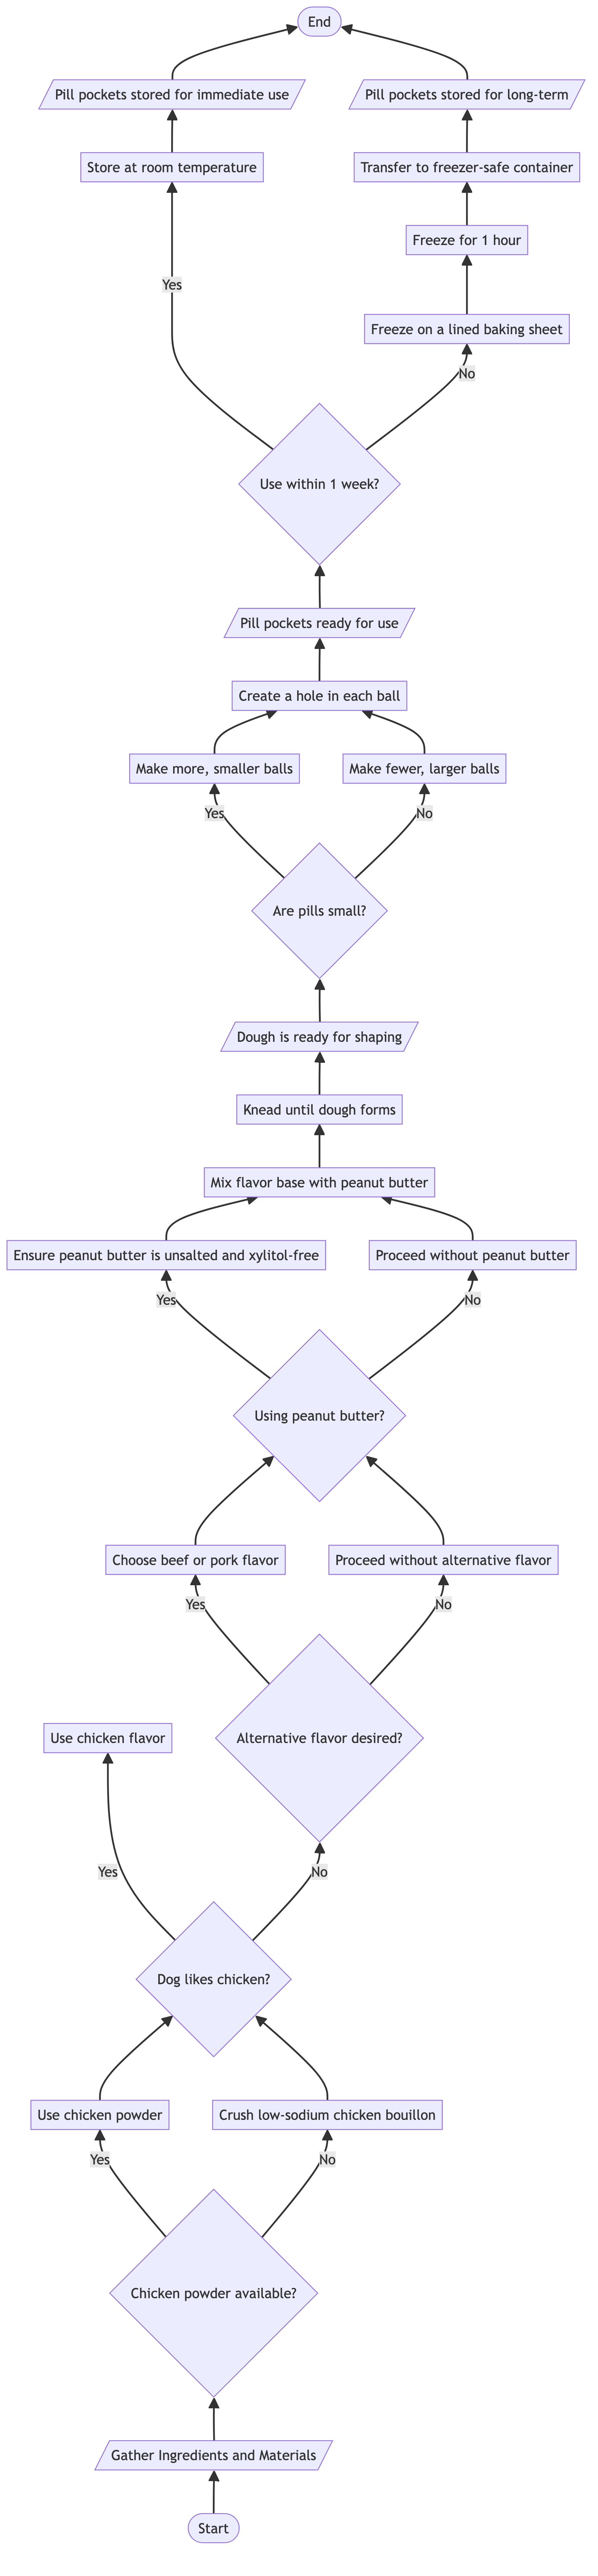 End
Pill pockets stored for immediate use
Pill pockets stored for long-term
Store at room temperature
Transfer to freezer-safe container
Freeze for 1 hour
Yes
Freeze on a lined baking sheet
No
Use within 1 week?
Pill pockets ready for use
Create a hole in each ball
Make more, smaller balls
Make fewer, larger balls
Yes
No
Are pills small?
Dough is ready for shaping
Knead until dough forms
Mix flavor base with peanut butter
Ensure peanut butter is unsalted and xylitol-free
Proceed without peanut butter
Yes
No
Using peanut butter?
Choose beef or pork flavor
Proceed without alternative flavor
Yes
No
Use chicken flavor
Alternative flavor desired?
Yes
No
Dog likes chicken?
Use chicken powder
Crush low-sodium chicken bouillon
Yes
No
Chicken powder available?
Gather Ingredients and Materials
Start